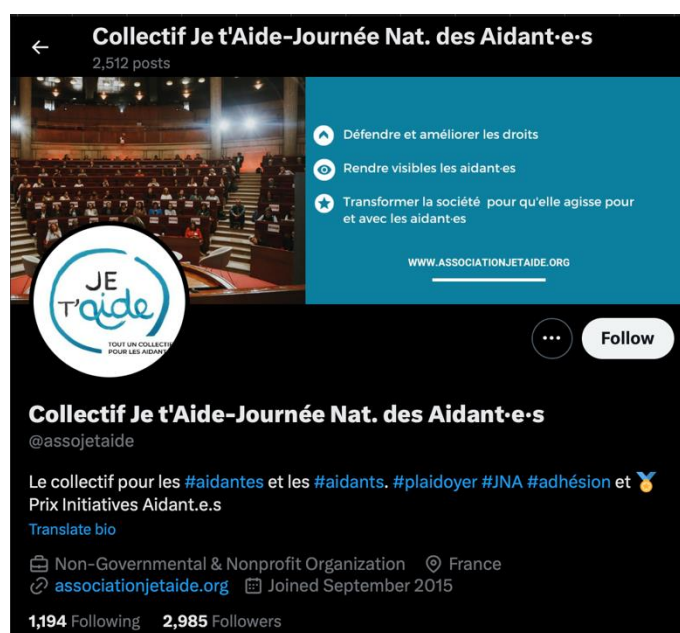 Collectif Je t'Aide-Journée Nat. des Aidant·e·s
2,512 posts
Défendre et améliorer les droits
Rendre visibles les aidant·es
Transformer la société pour qu'elle agisse pour
et avec les aidant·es
WWW.ASSOCIATIONJETAIDE.ORG
JE
T'aide
TOUT UN COLLECTIF
POUR LES AIDANT
Follow
Collectif Je t'Aide-Journée Nat. des Aidant·e·s
@assojetaide
Le collectif pour les #aidantes et les #aidants. #plaidoyer #JNA #adhésion et 🏅
Prix Initiatives Aidant.e.s
Translate bio
Non-Governmental & Nonprofit Organization France
associationjetaide.org Joined September 2015
1,194 Following 2,985 Followers